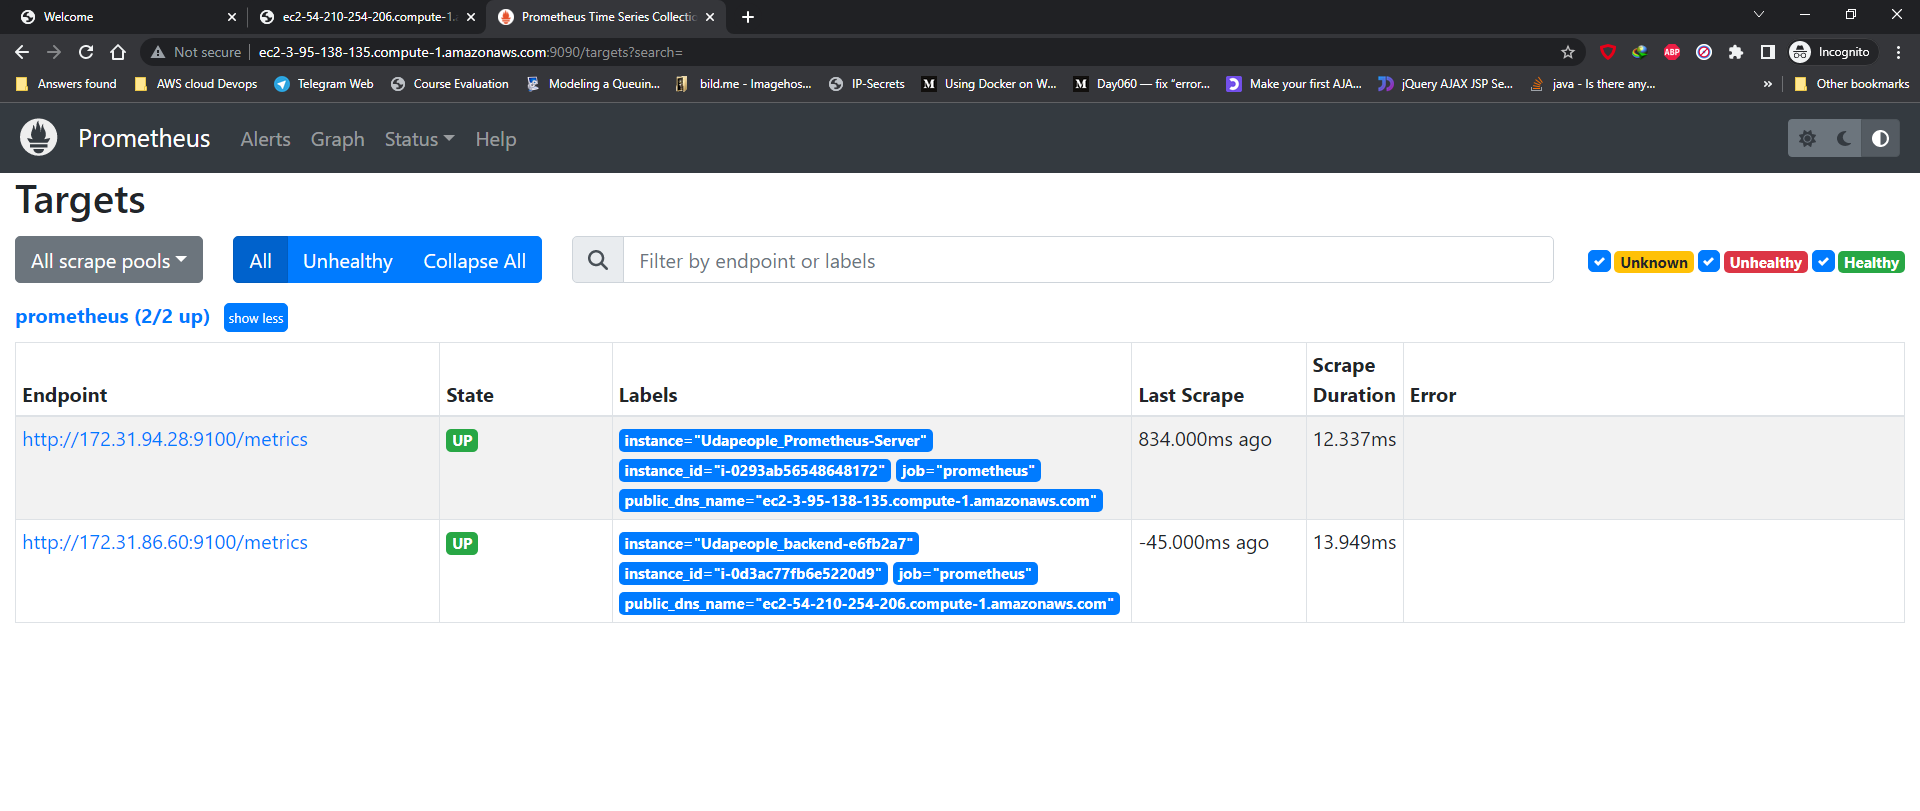 Welcome
ec2-54-210-254-206.compute-1.
Prometheus Time Series Collectio
Not secure ec2-3-95-138-135.compute-1.amazonaws.com:9090/targets?search=
ABP
Incognito
Answers found
AWS cloud Devops
Telegram Web
Course Evaluation
Modeling a Queuin...
bild.me - Imagehos...
IP-Secrets
M Using Docker on W...
M Day060 — fix “error...
Make your first AJA...
jQuery AJAX JSP Se...
java - Is there any...
»
Other bookmarks
Prometheus Alerts Graph Status Help
Targets
All scrape pools
All Unhealthy Collapse All
Filter by endpoint or labels
Unknown Unhealthy Healthy
prometheus (2/2 up) show less
Endpoint State Labels Last Scrape Scrape Duration Error
http://172.31.94.28:9100/metrics UP instance="Udapeople_Prometheus-Server" 834.000ms ago 12.337ms
instance_id="i-0293ab56548648172" job="prometheus"
public_dns_name="ec2-3-95-138-135.compute-1.amazonaws.com"
http://172.31.86.60:9100/metrics UP instance="Udapeople_backend-e6fb2a7" -45.000ms ago 13.949ms
instance_id="i-0d3ac77fb6e5220d9" job="prometheus"
public_dns_name="ec2-54-210-254-206.compute-1.amazonaws.com"